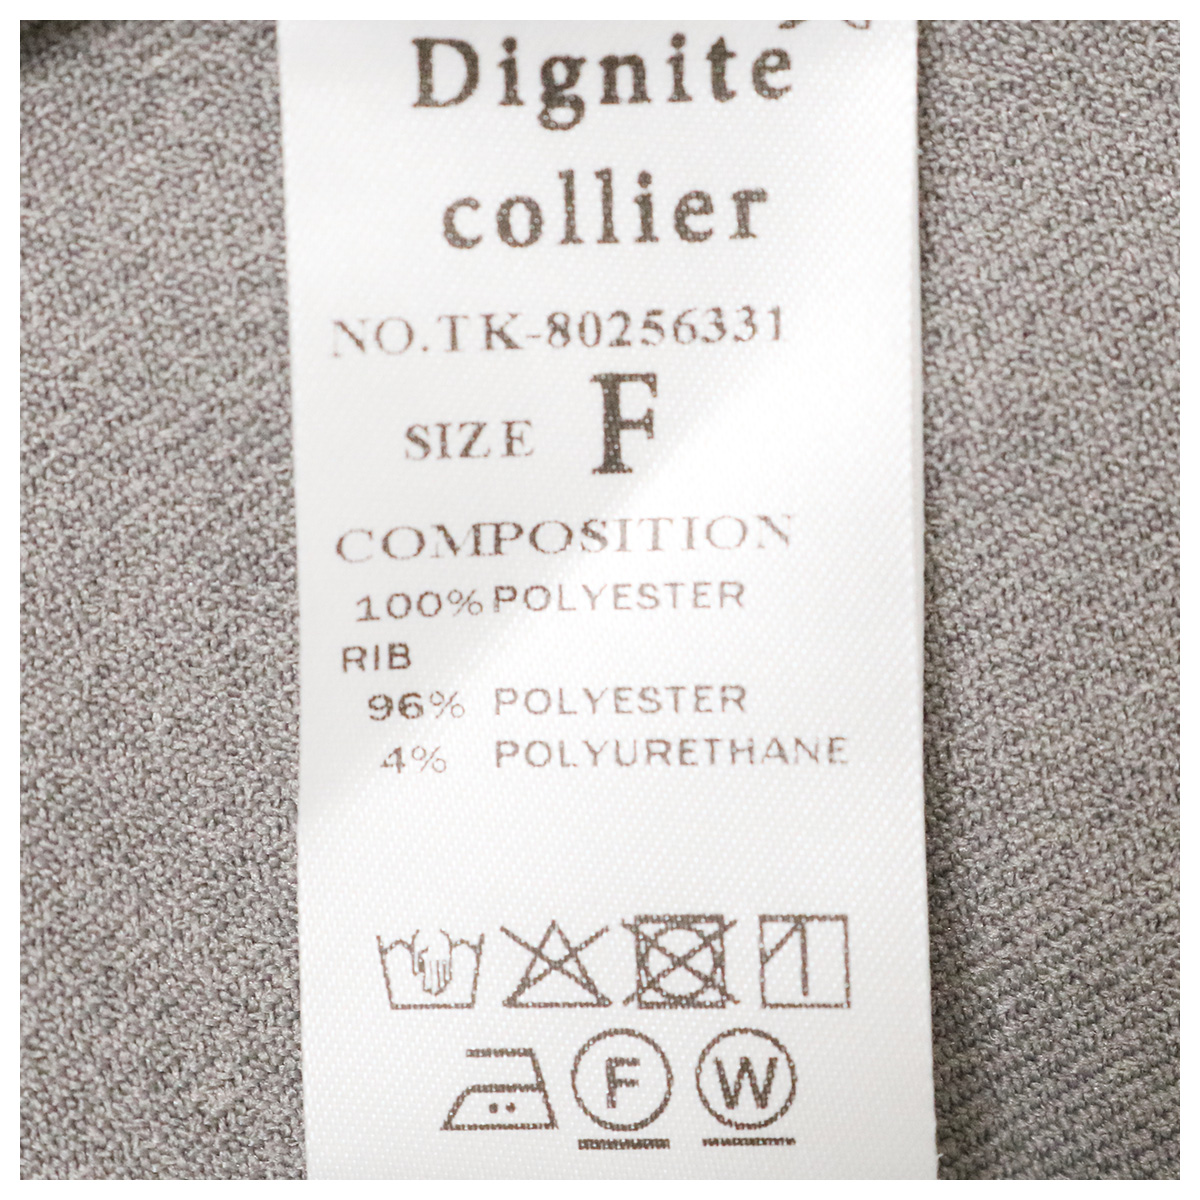 Dignite
collier
NO.TK-80256331
SIZE F
COMPOSITION
100%POLYESTER
RIB
96% POLYESTER
4% POLYURETHANE
F W